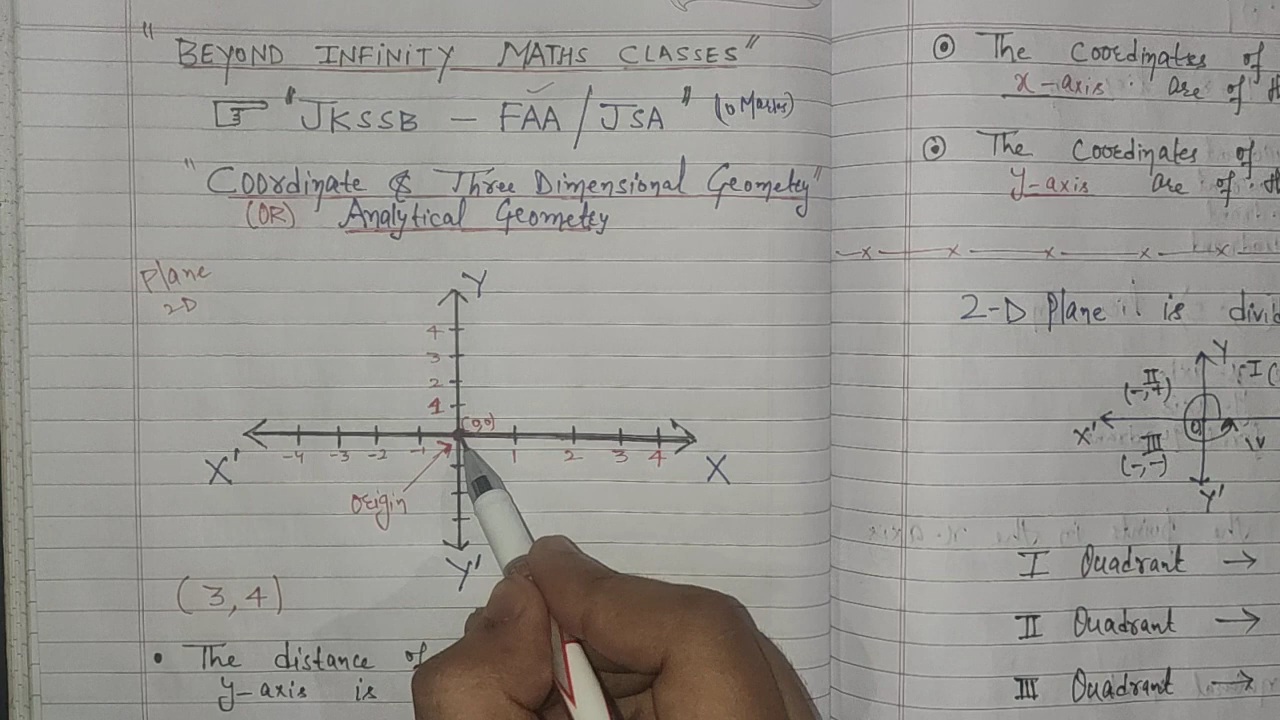 " BEYOND INFINITY MATHS CLASSES "
☞ " JKSSB - FAA / JSA " (10 Marks)
" Coordinate & Three Dimensional Geometry "
(OR) Analytical Geometry
Plane
2D
Y
4
3
2
1
(0,0)
-4 -3 -2 -1 1 2 3 4
X' X
Origin
Y'
(3,4)
• The distance of
y-axis is
The Coordinates of
x-axis are of
The Coordinates of
y-axis are of
-x-x-x-x-x
2-D Plane is
Y
II I
(-,+)
X' O
III IV
(-,-)
Y'
I Quadrant →
II Quadrant →
III Quadrant →